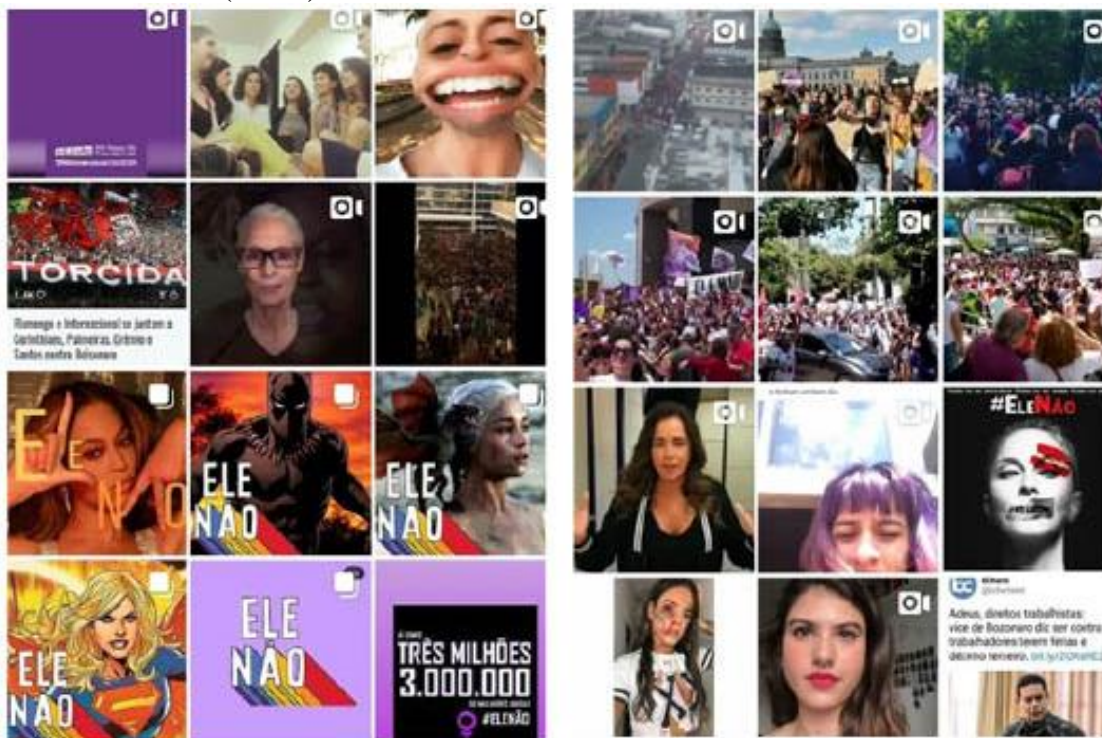 TORCIDA
Flamengo e Internacional se juntam a
Corinthians, Palmeiras, Grêmio e
Santos contra Bolsonaro
ELE
NÃO
ELE
NÃO
ELE
NÃO
ELE
NÃO
ELE
NÃO
TRÊS MILHÕES
3.000.000
#ELENÃO
#ELENÃO
Adeus, direitos trabalhistas:
vice de Bozonaro diz ser contra
trabalhadores terem férias e
décimo terceiro.